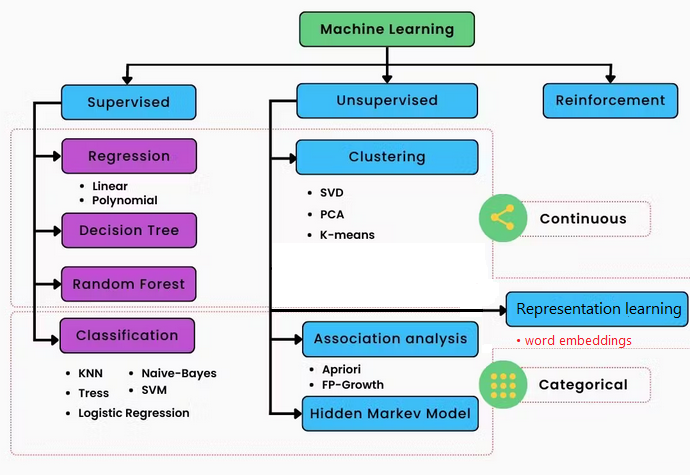 Machine Learning
Supervised
Unsupervised
Reinforcement
Regression
• Linear
• Polynomial
Decision Tree
Random Forest
Classification
• KNN
• Naive-Bayes
• Tress
• SVM
• Logistic Regression
Clustering
• SVD
• PCA
• K-means
Continuous
Representation learning
• word embeddings
Association analysis
• Apriori
• FP-Growth
Hidden Markev Model
Categorical